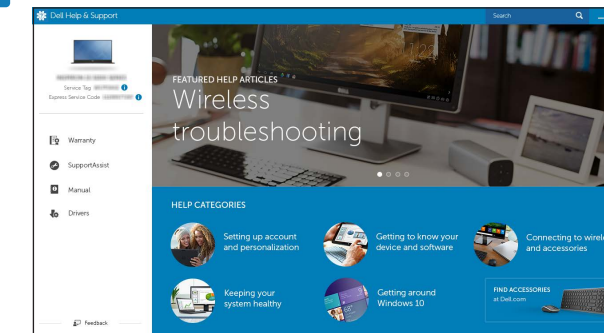 Dell Help & Support
Search
Service Tag
Express Service Code
Warranty
SupportAssist
Manual
Drivers
Feedback
FEATURED HELP ARTICLES
Wireless
troubleshooting
HELP CATEGORIES
Setting up account
and personalization
Getting to know your
device and software
Connecting to
and accessories
Keeping your
system healthy
Getting around
Windows 10
FIND ACCESSORIES
at Dell.com